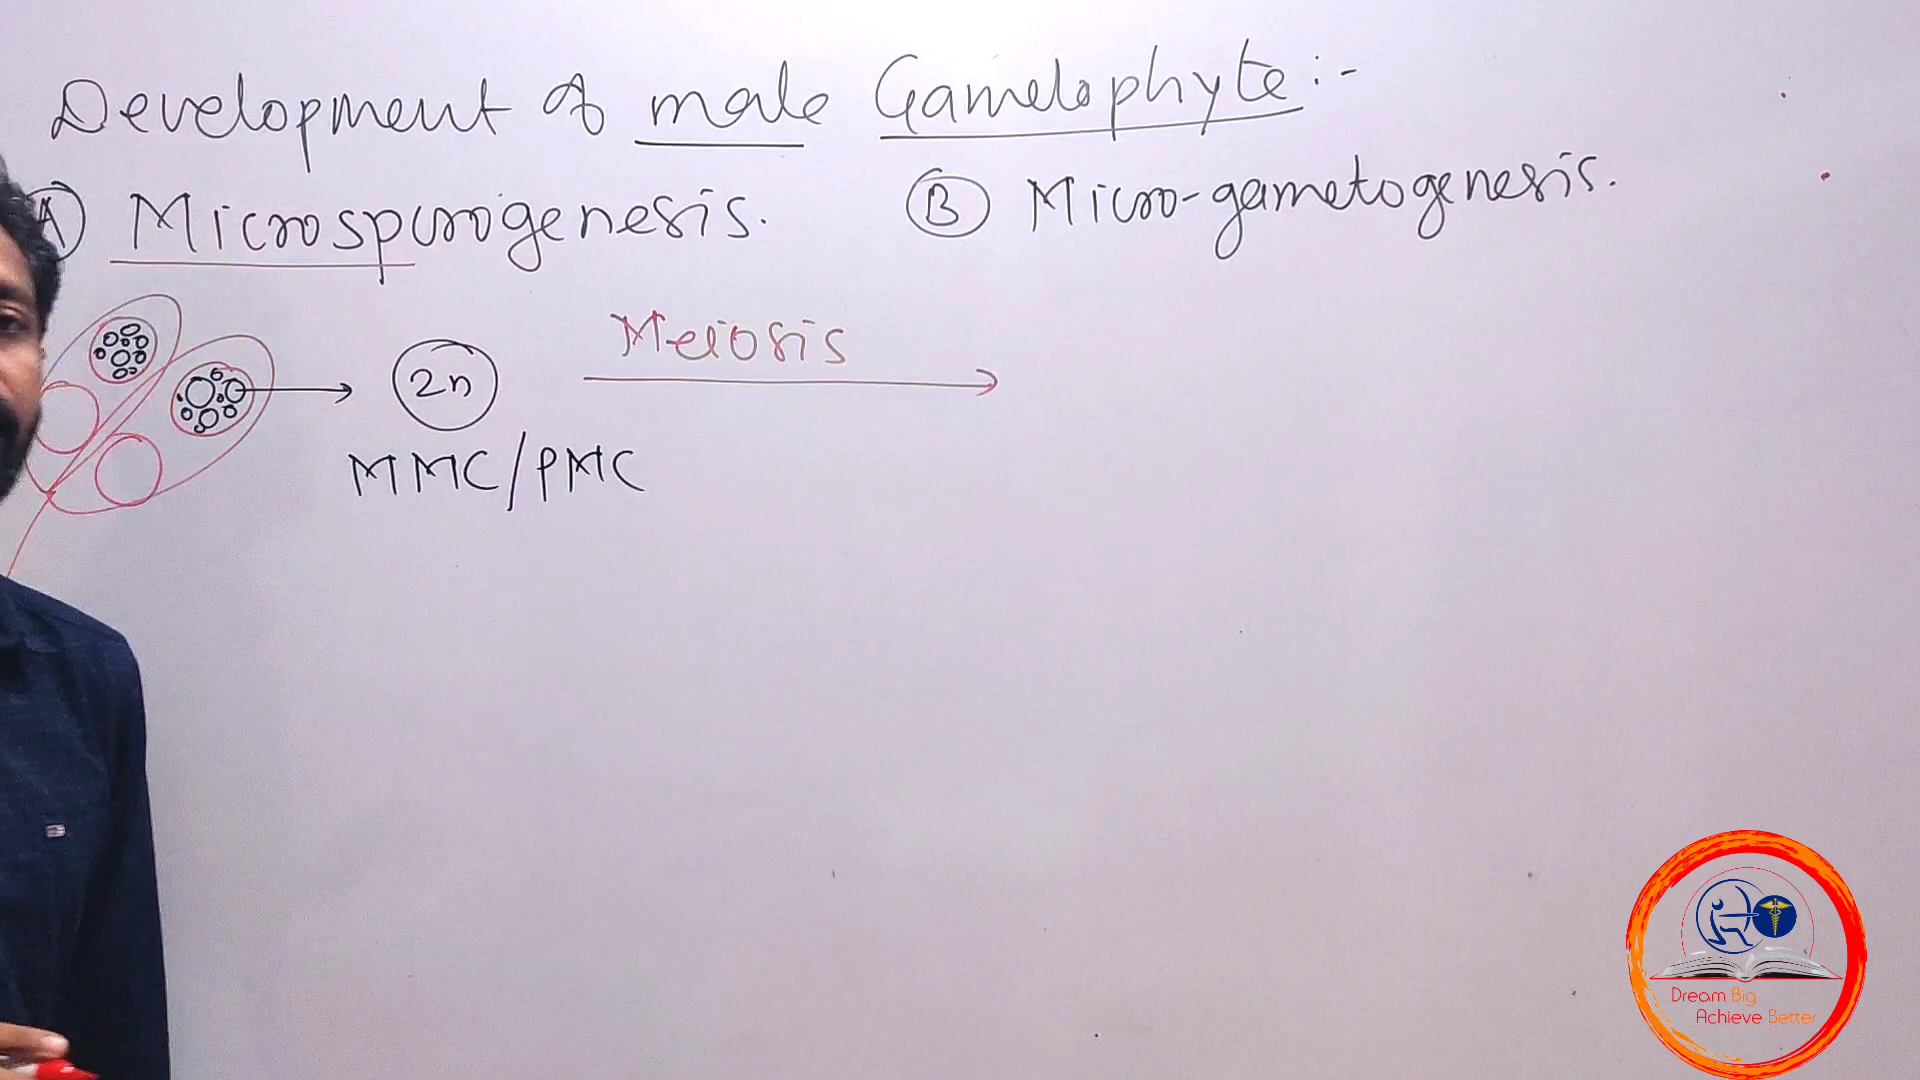 Development of male Gametophyte :-
A Microsporogenesis.
B Micro-gametogenesis.
Meiosis
2n
MMC/PMC
Dream Big
Achieve Better